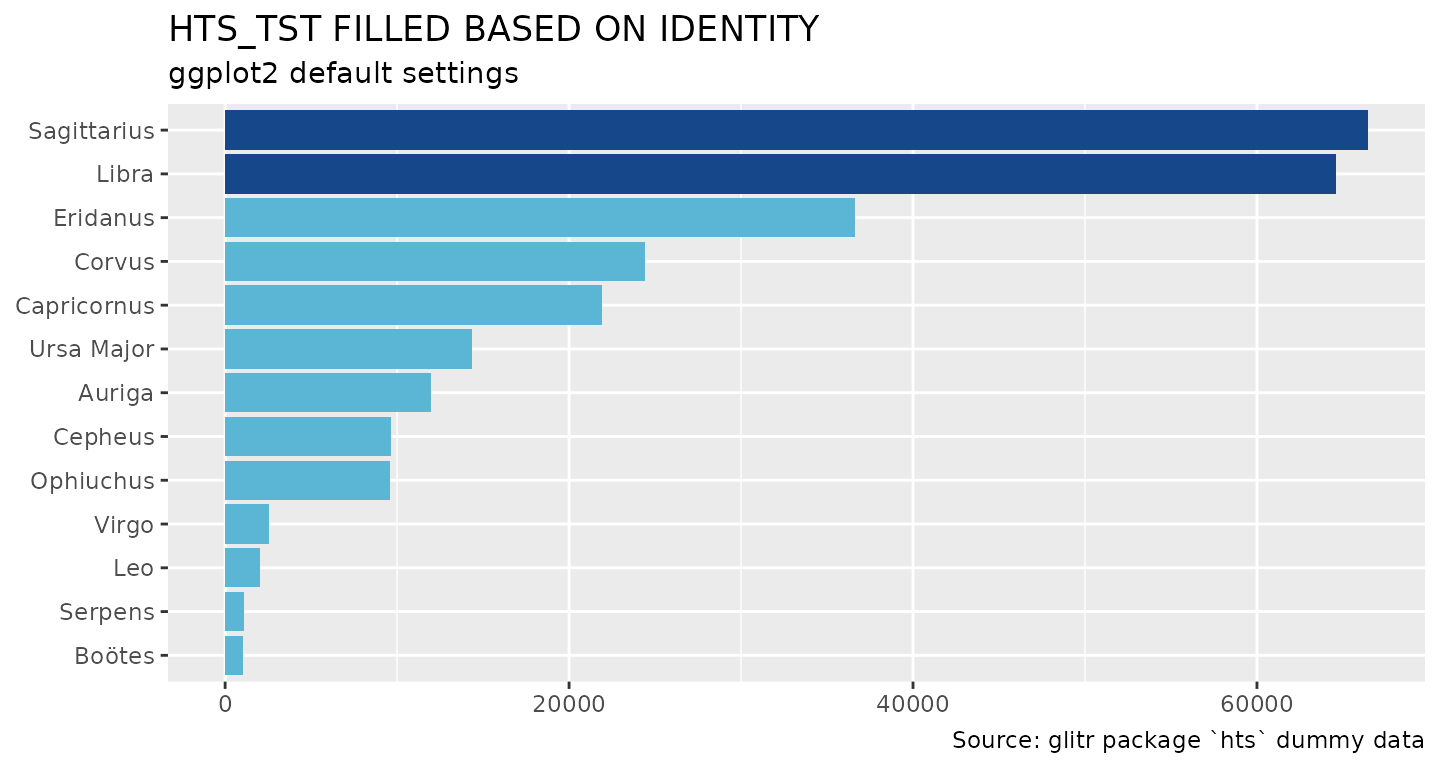 HTS_TST FILLED BASED ON IDENTITY
ggplot2 default settings
Sagittarius
Libra
Eridanus
Corvus
Capricornus
Ursa Major
Auriga
Cepheus
Ophiuchus
Virgo
Leo
Serpens
Boötes
0 20000 40000 60000
Source: glitr package `hts` dummy data